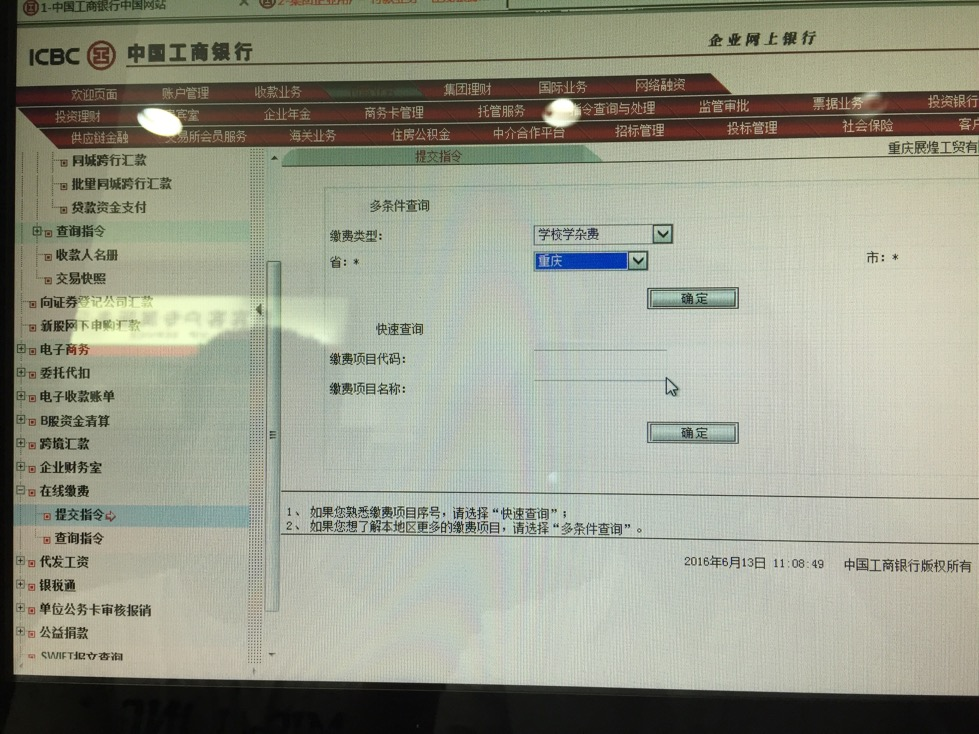 1-中国工商银行中国网站
ICBC 中国工商银行
企业网上银行
欢迎页面 账户管理 收款业务 集团理财 国际业务 网络融资
投资理财 企业年金 商务卡管理 托管服务 指令查询与处理 监管审批 票据业务 投资银行
供应链金融 交易所会员服务 海关业务 住房公积金 中介合作平台 招标管理 投标管理 社会保险 客户
提交指令
重庆展煌工贸有
同城跨行汇款
批量同城跨行汇款
贷款资金支付
查询指令
收款人名册
交易快照
向证券登记公司汇款
新股网下申购汇款
电子商务
委托代扣
电子收款账单
B股资金清算
跨境汇款
企业财务室
在线缴费
提交指令
查询指令
代发工资
银税通
单位公务卡审核报销
公益捐款
SWIFT报文查询
多条件查询
缴费类型: 学校学杂费
省: * 重庆 市: *
确定
快速查询
缴费项目代码:
缴费项目名称:
确定
1、 如果您熟悉缴费项目序号，请选择“快速查询”；
2、 如果您想了解本地区更多的缴费项目，请选择“多条件查询”。
2016年6月13日 11:08:49 中国工商银行版权所有